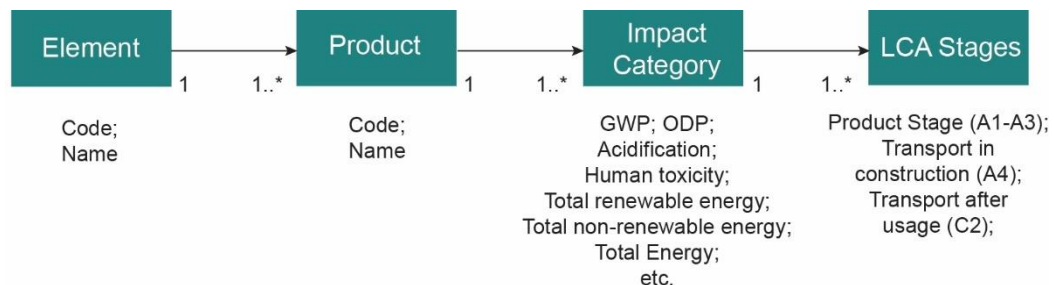 Element
Product
Impact
Category
LCA Stages
1
1..*
1
1..*
1
1..*
Code;
Name
Code;
Name
GWP; ODP;
Acidification;
Human toxicity;
Total renewable energy;
Total non-renewable energy;
Total Energy;
etc.
Product Stage (A1-A3);
Transport in
construction (A4);
Transport after
usage (C2);